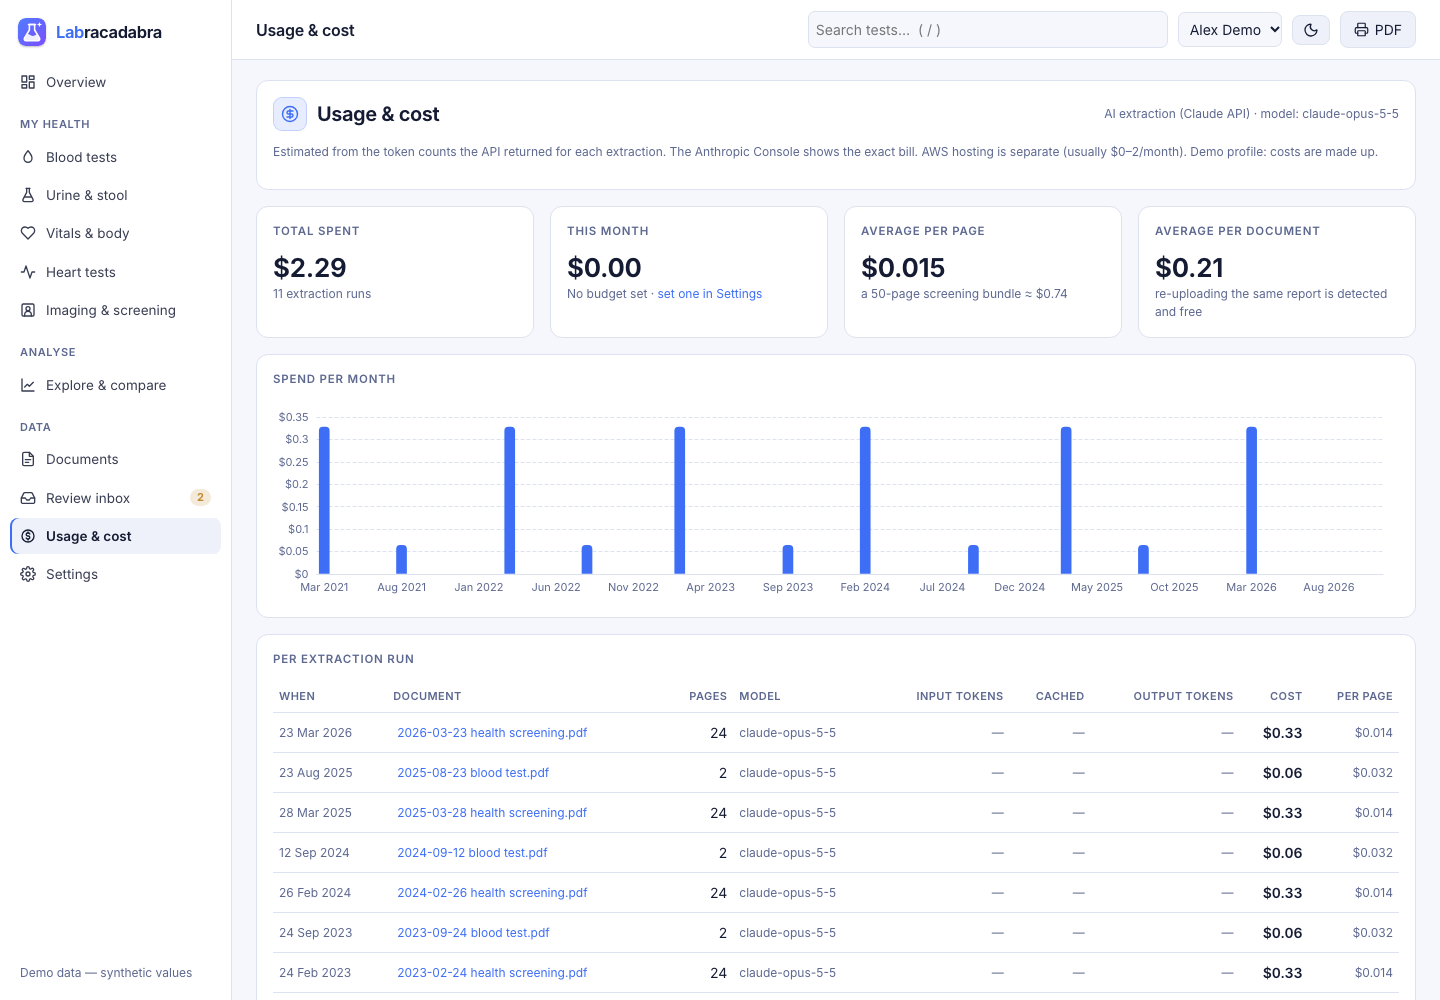 Labracadabra
Usage & cost
Search tests... ( / )
Alex Demo
PDF
Overview
MY HEALTH
Blood tests
Urine & stool
Vitals & body
Heart tests
Imaging & screening
ANALYSE
Explore & compare
DATA
Documents
Review inbox 2
Usage & cost
Settings
Demo data — synthetic values
Usage & cost
AI extraction (Claude API) · model: claude-opus-5-5
Estimated from the token counts the API returned for each extraction. The Anthropic Console shows the exact bill. AWS hosting is separate (usually $0–2/month). Demo profile: costs are made up.
TOTAL SPENT
$2.29
11 extraction runs
THIS MONTH
$0.00
No budget set · set one in Settings
AVERAGE PER PAGE
$0.015
a 50-page screening bundle ≈ $0.74
AVERAGE PER DOCUMENT
$0.21
re-uploading the same report is detected
and free
SPEND PER MONTH
$0.35
$0.3
$0.25
$0.2
$0.15
$0.1
$0.05
$0
Mar 2021 Aug 2021 Jan 2022 Jun 2022 Nov 2022 Apr 2023 Sep 2023 Feb 2024 Jul 2024 Dec 2024 May 2025 Oct 2025 Mar 2026 Aug 2026
PER EXTRACTION RUN
WHEN DOCUMENT PAGES MODEL INPUT TOKENS CACHED OUTPUT TOKENS COST PER PAGE
23 Mar 2026 2026-03-23 health screening.pdf 24 claude-opus-5-5 — — — $0.33 $0.014
23 Aug 2025 2025-08-23 blood test.pdf 2 claude-opus-5-5 — — — $0.06 $0.032
28 Mar 2025 2025-03-28 health screening.pdf 24 claude-opus-5-5 — — — $0.33 $0.014
12 Sep 2024 2024-09-12 blood test.pdf 2 claude-opus-5-5 — — — $0.06 $0.032
26 Feb 2024 2024-02-26 health screening.pdf 24 claude-opus-5-5 — — — $0.33 $0.014
24 Sep 2023 2023-09-24 blood test.pdf 2 claude-opus-5-5 — — — $0.06 $0.032
24 Feb 2023 2023-02-24 health screening.pdf 24 claude-opus-5-5 — — — $0.33 $0.014